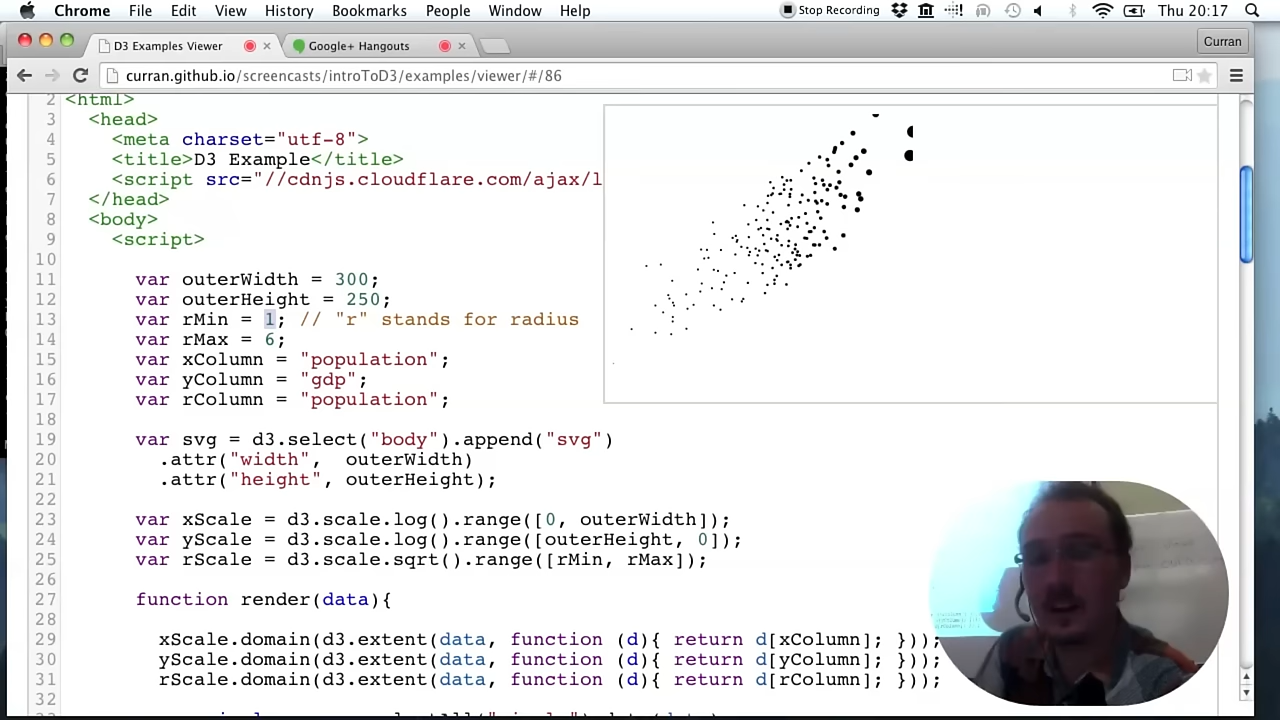 Chrome File Edit View History Bookmarks People Window Help Stop Recording Thu 20:17
D3 Examples Viewer Google+ Hangouts Curran
curran.github.io/screencasts/introToD3/examples/viewer/#/86
2 <html>
3 <head>
4 <meta charset="utf-8">
5 <title>D3 Example</title>
6 <script src="//cdnjs.cloudflare.com/ajax/l
7 </head>
8 <body>
9 <script>
10
11 var outerWidth = 300;
12 var outerHeight = 250;
13 var rMin = 1; // "r" stands for radius
14 var rMax = 6;
15 var xColumn = "population";
16 var yColumn = "gdp";
17 var rColumn = "population";
18
19 var svg = d3.select("body").append("svg")
20 .attr("width", outerWidth)
21 .attr("height", outerHeight);
22
23 var xScale = d3.scale.log().range([0, outerWidth]);
24 var yScale = d3.scale.log().range([outerHeight, 0]);
25 var rScale = d3.scale.sqrt().range([rMin, rMax]);
26
27 function render(data){
28
29 xScale.domain(d3.extent(data, function (d){ return d[xColumn]; }));
30 yScale.domain(d3.extent(data, function (d){ return d[yColumn]; }));
31 rScale.domain(d3.extent(data, function (d){ return d[rColumn]; }));
32